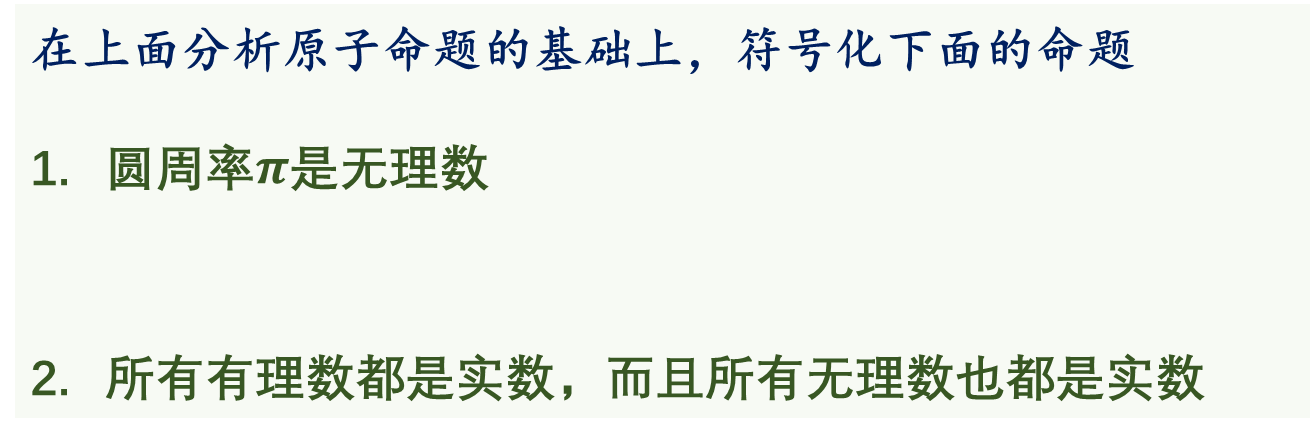 在上面分析原子命题的基础上，符号化下面的命题
1. 圆周率π是无理数
2. 所有有理数都是实数，而且所有无理数也都是实数